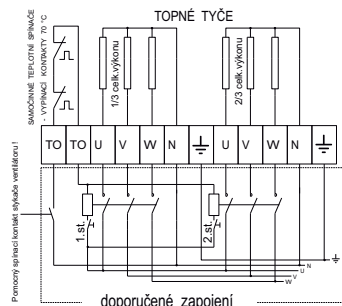 TOPNÉ TYČE
SAMOČINNÉ TEPLOTNÍ SPÍNAČE
- VYPÍNACÍ KONTAKTY 70 °C
1/3 celk.výkonu
2/3 celk.výkonu
TO TO U V W N U V W N
Pomocný spínací kontakt stykače ventilátoru!
1.st.
2.st.
N
U
V
W
doporučené zapojení